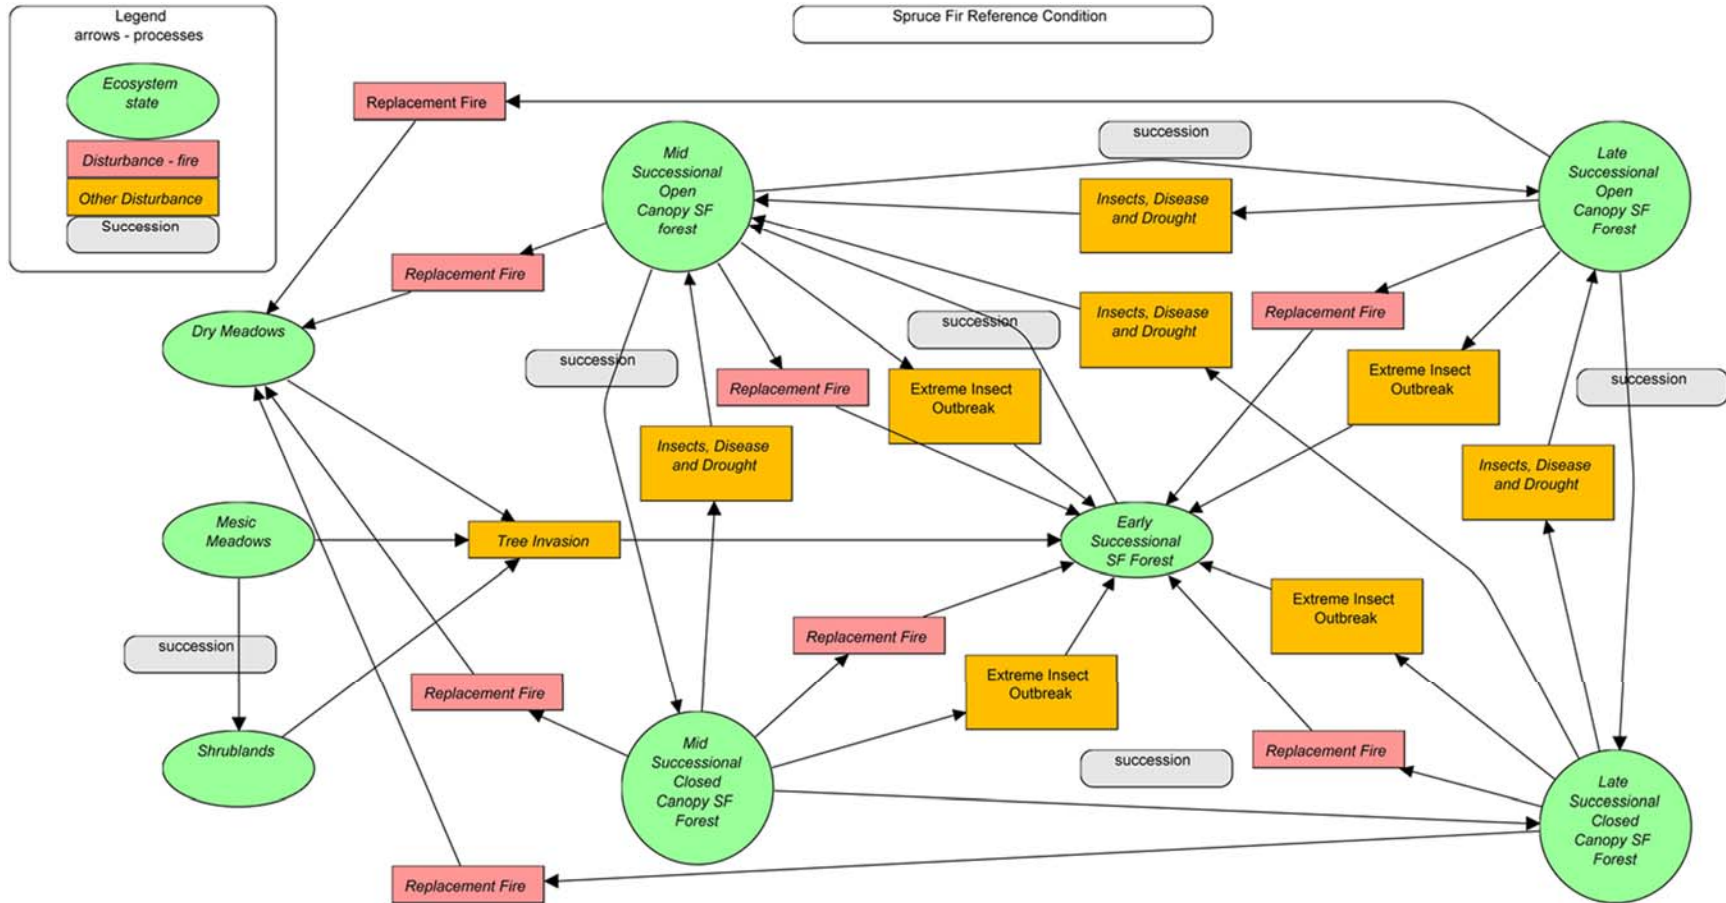 Legend
arrows - processes
Ecosystem
state
Disturbance - fire
Other Disturbance
Succession
Spruce Fir Reference Condition
Replacement Fire
Mid
Successional
Open
Canopy SF
forest
succession
Insects, Disease
and Drought
Late
Successional
Open
Canopy SF
Forest
Replacement Fire
Dry Meadows
succession
succession
Insects, Disease
and Drought
Replacement Fire
Replacement Fire
Extreme Insect
Outbreak
Extreme Insect
Outbreak
succession
Insects, Disease
and Drought
Insects, Disease
and Drought
Mesic
Meadows
Tree Invasion
Early
Successional
SF Forest
succession
Replacement Fire
Extreme Insect
Outbreak
Replacement Fire
Extreme Insect
Outbreak
Shrublands
Mid
Successional
Closed
Canopy SF
Forest
succession
Replacement Fire
Late
Successional
Closed
Canopy SF
Forest
Replacement Fire